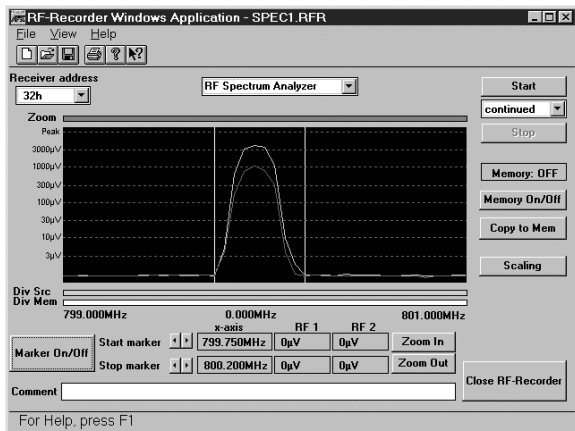 RF-Recorder Windows Application - SPEC1.RFR
File View Help
Receiver address
32h
RF Spectrum Analyzer
Start
continued
Stop
Zoom
Peak
3000µV
1000µV
300µV
100µV
30µV
10µV
3µV
Memory: OFF
Memory On/Off
Copy to Mem
Scaling
Div Src
Div Mem
799.000MHz 0.000MHz 801.000MHz
x-axis RF 1 RF 2
Marker On/Off
Start marker 799.750MHz 0µV 0µV Zoom In
Stop marker 800.200MHz 0µV 0µV Zoom Out
Close RF-Recorder
Comment
For Help, press F1